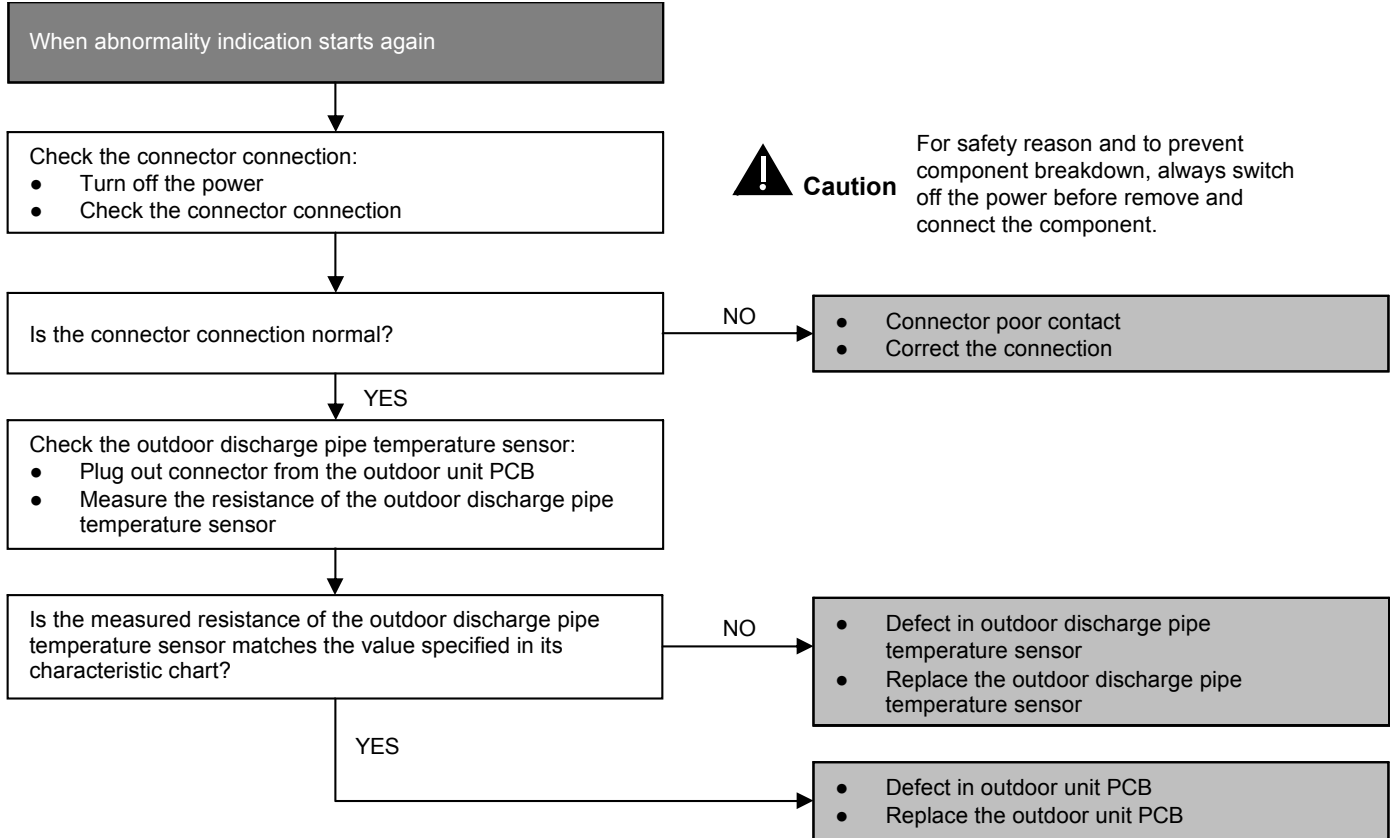 When abnormality indication starts again
Check the connector connection:
● Turn off the power
● Check the connector connection
Caution
For safety reason and to prevent
component breakdown, always switch
off the power before remove and
connect the component.
Is the connector connection normal?
NO
● Connector poor contact
● Correct the connection
YES
Check the outdoor discharge pipe temperature sensor:
● Plug out connector from the outdoor unit PCB
● Measure the resistance of the outdoor discharge pipe
temperature sensor
Is the measured resistance of the outdoor discharge pipe
temperature sensor matches the value specified in its
characteristic chart?
NO
● Defect in outdoor discharge pipe
temperature sensor
● Replace the outdoor discharge pipe
temperature sensor
YES
● Defect in outdoor unit PCB
● Replace the outdoor unit PCB